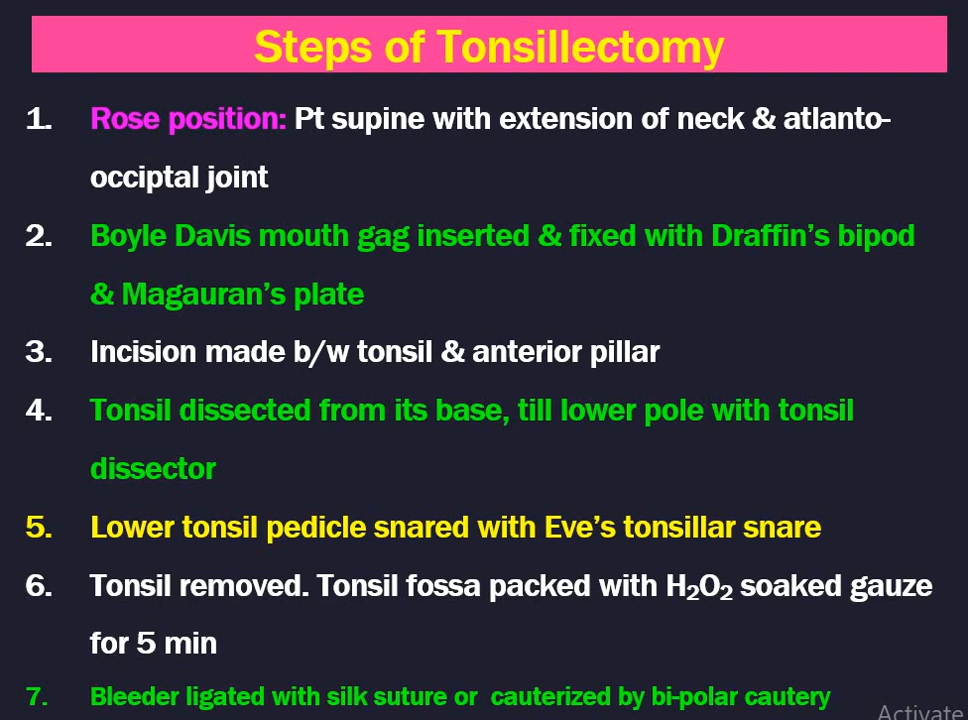 Steps of Tonsillectomy
1. Rose position: Pt supine with extension of neck & atlanto-
occiptal joint
2. Boyle Davis mouth gag inserted & fixed with Draffin's bipod
& Magauran's plate
3. Incision made b/w tonsil & anterior pillar
4. Tonsil dissected from its base, till lower pole with tonsil
dissector
5. Lower tonsil pedicle snared with Eve's tonsillar snare
6. Tonsil removed. Tonsil fossa packed with H₂O₂ soaked gauze
for 5 min
7. Bleeder ligated with silk suture or cauterized by bi-polar cautery
Activate